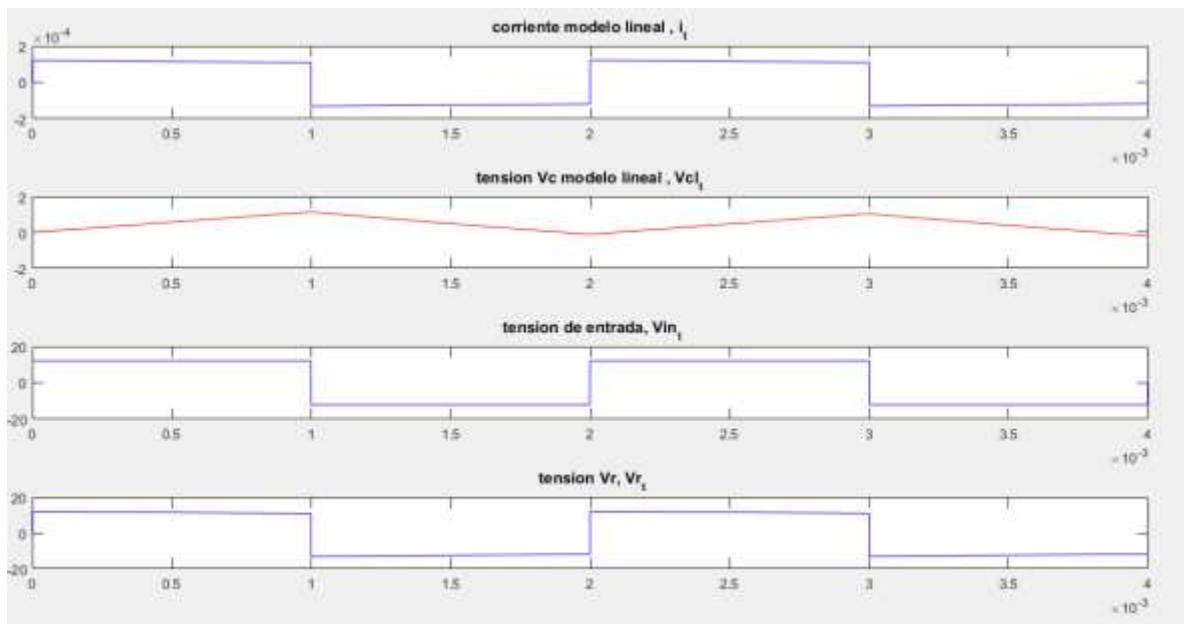 corriente modelo lineal , i_t
×10^-4
2
0
-2
0 0.5 1 1.5 2 2.5 3 3.5 4
×10^-3
tension Vc modelo lineal , Vcl_t
2
0
-2
0 0.5 1 1.5 2 2.5 3 3.5 4
×10^-3
tension de entrada, Vin_t
20
0
-20
0 0.5 1 1.5 2 2.5 3 3.5 4
×10^-3
tension Vr, Vr_t
20
0
-20
0 0.5 1 1.5 2 2.5 3 3.5 4
×10^-3